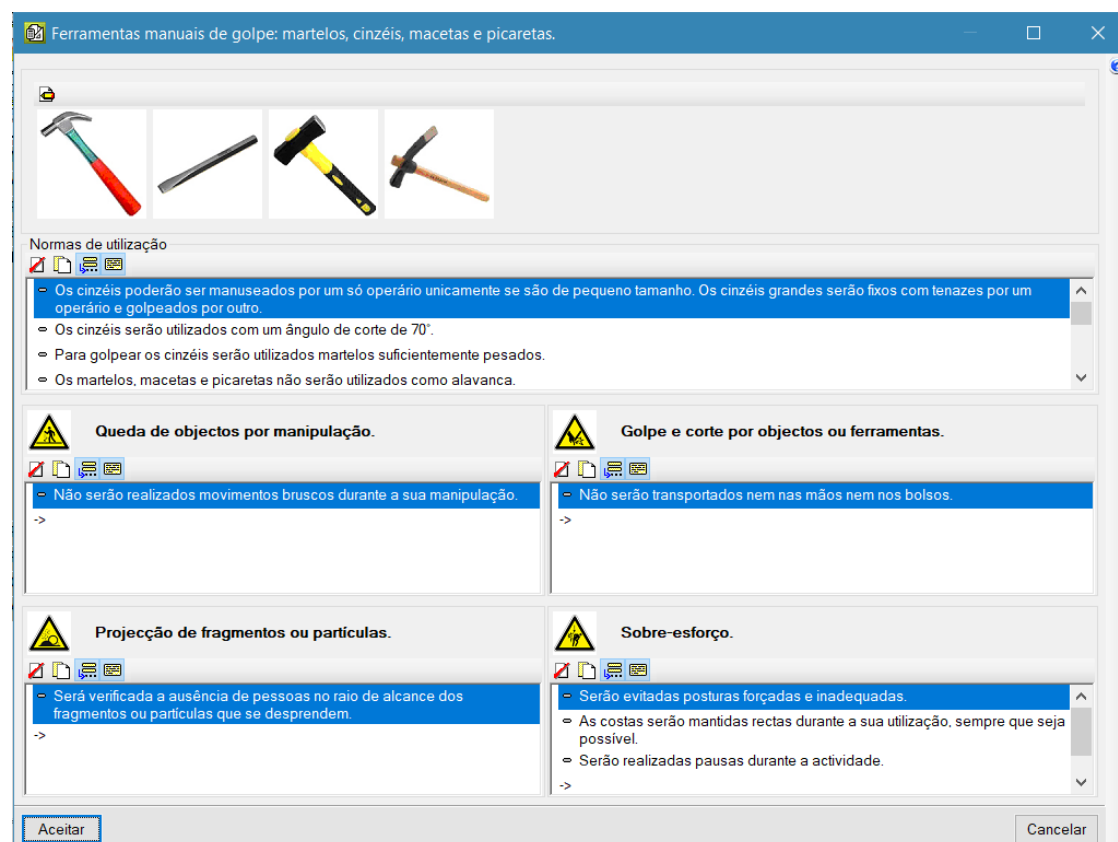 Ferramentas manuais de golpe: martelos, cinzéis, macetas e picaretas.
Normas de utilização
Os cinzéis poderão ser manuseados por um só operário unicamente se são de pequeno tamanho. Os cinzéis grandes serão fixos com tenazes por um
operário e golpeados por outro.
Os cinzéis serão utilizados com um ângulo de corte de 70°.
Para golpear os cinzéis serão utilizados martelos suficientemente pesados.
Os martelos, macetas e picaretas não serão utilizados como alavanca.
Queda de objectos por manipulação.
Não serão realizados movimentos bruscos durante a sua manipulação.
->
Golpe e corte por objectos ou ferramentas.
Não serão transportados nem nas mãos nem nos bolsos.
->
Projecção de fragmentos ou partículas.
Será verificada a ausência de pessoas no raio de alcance dos
fragmentos ou partículas que se desprendem.
->
Sobre-esforço.
Serão evitadas posturas forçadas e inadequadas.
As costas serão mantidas rectas durante a sua utilização, sempre que seja
possível.
Serão realizadas pausas durante a actividade.
->
Aceitar
Cancelar